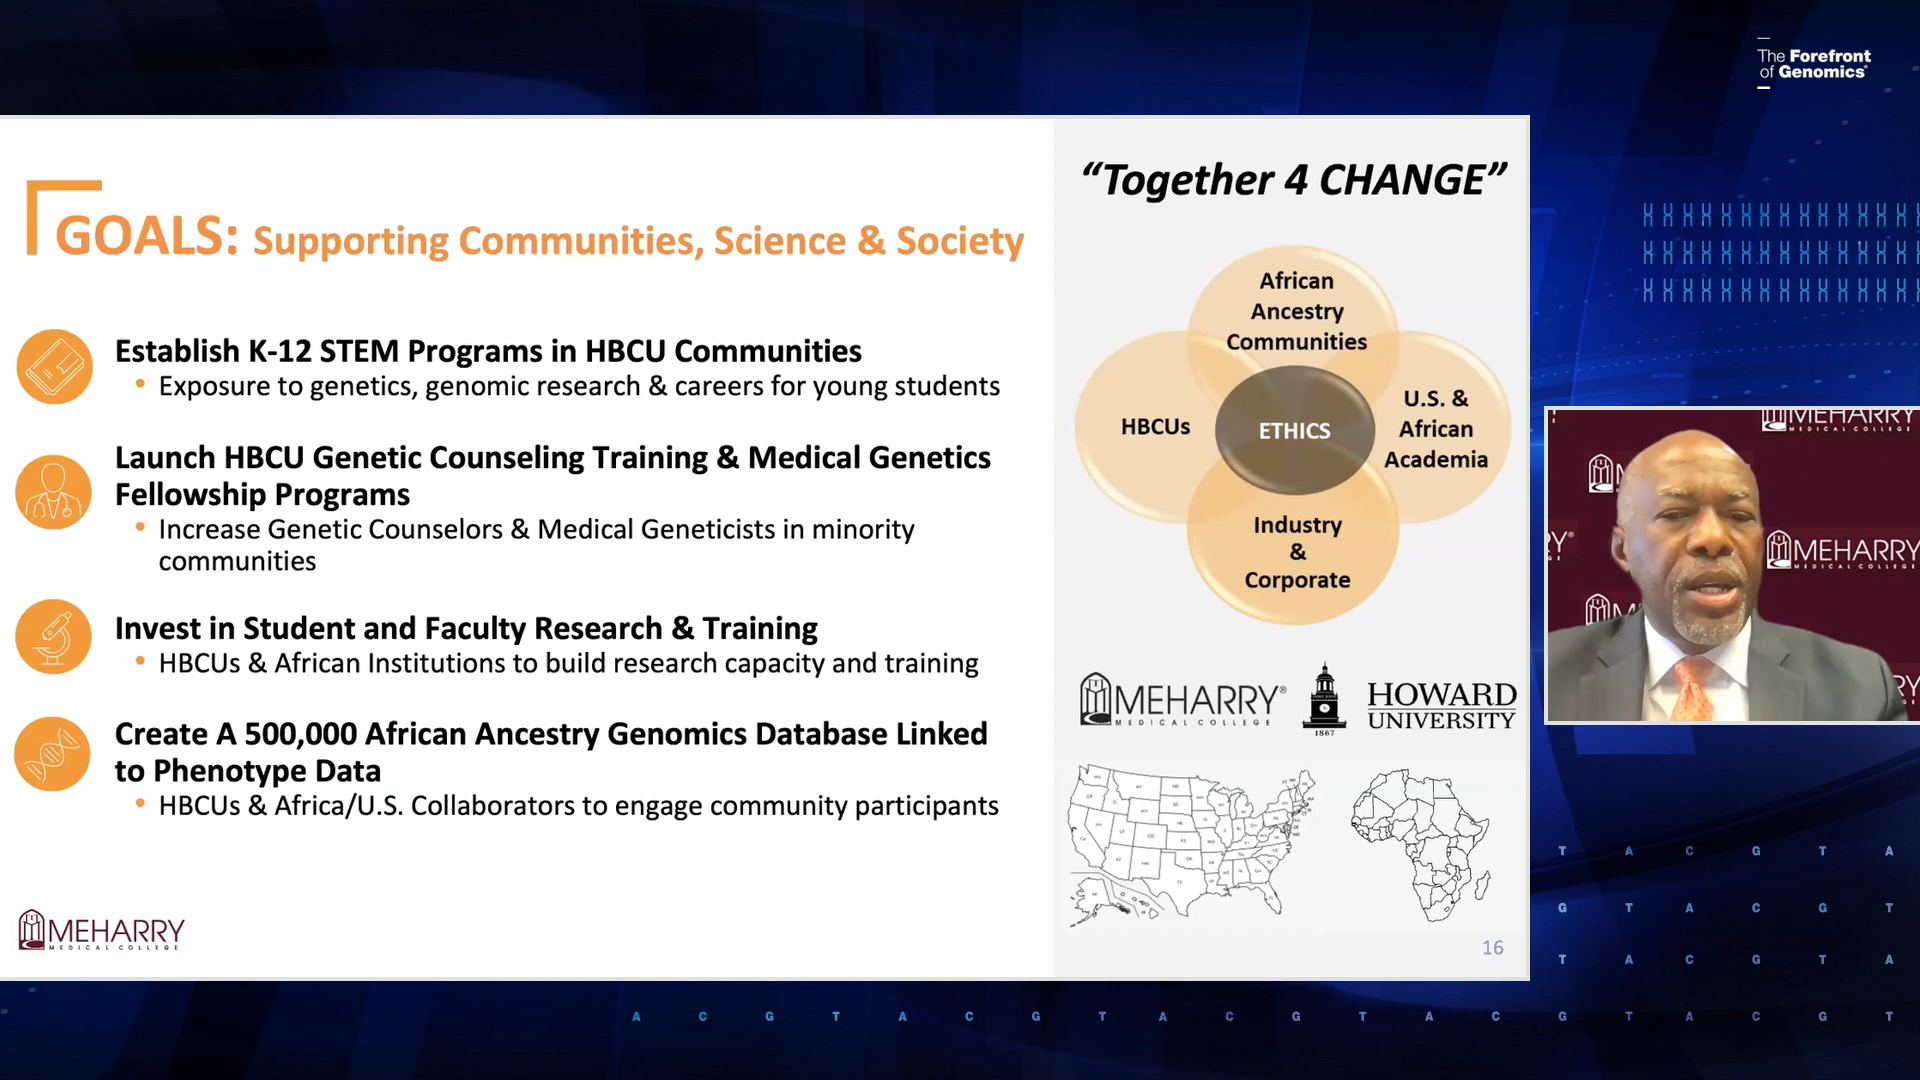 The Forefront
of Genomics®
GOALS: Supporting Communities, Science & Society
Establish K-12 STEM Programs in HBCU Communities
• Exposure to genetics, genomic research & careers for young students
Launch HBCU Genetic Counseling Training & Medical Genetics
Fellowship Programs
• Increase Genetic Counselors & Medical Geneticists in minority
communities
Invest in Student and Faculty Research & Training
• HBCUs & African Institutions to build research capacity and training
Create A 500,000 African Ancestry Genomics Database Linked
to Phenotype Data
• HBCUs & Africa/U.S. Collaborators to engage community participants
MEHARRY
MEDICAL COLLEGE
“Together 4 CHANGE”
African
Ancestry
Communities
HBCUs
ETHICS
U.S. &
African
Academia
Industry
&
Corporate
MEHARRY®
MEDICAL COLLEGE
1867
HOWARD
UNIVERSITY
16
MEHARRY
MEDICAL COLLEGE
T A C G T A
G T A C G T
T A C G T A
A C G T A C G T A C G T A C G T A C G T